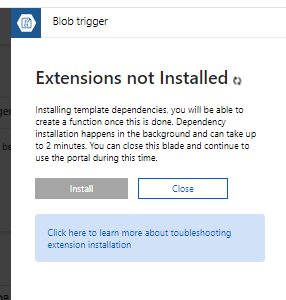 Blob trigger
Extensions not Installed
Installing template dependencies, you will be able to
create a function once this is done. Dependency
installation happens in the background and can take up
to 2 minutes. You can close this blade and continue to
use the portal during this time.
Install
Close
Click here to learn more about toubleshooting
extension installation
be